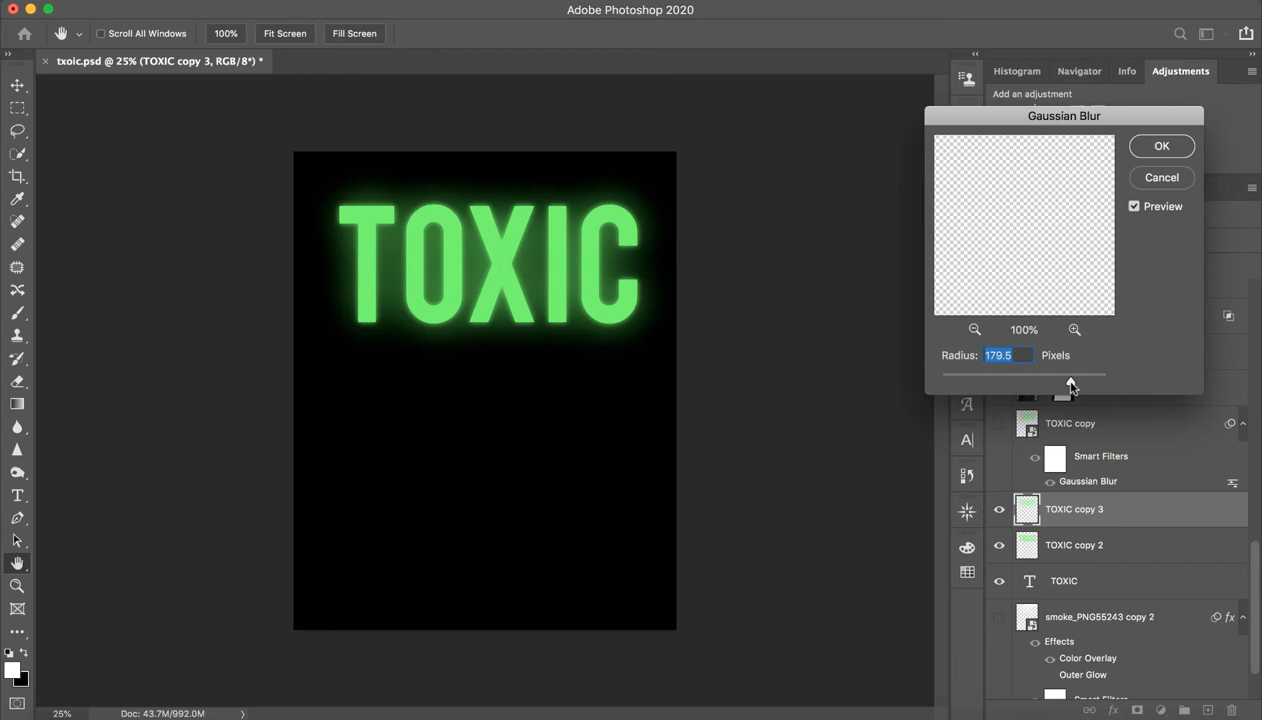 Adobe Photoshop 2020
Scroll All Windows
100%
Fit Screen
Fill Screen
txoic.psd @ 25% (TOXIC copy 3, RGB/8*) *
Histogram
Navigator
Info
Adjustments
Add an adjustment
Gaussian Blur
OK
Cancel
Preview
100%
Radius: 179.5 Pixels
TOXIC
TOXIC copy
Smart Filters
Gaussian Blur
TOXIC copy 3
TOXIC copy 2
TOXIC
smoke_PNG55243 copy 2
Effects
Color Overlay
Outer Glow
25%
Doc: 43.7M/992.0M